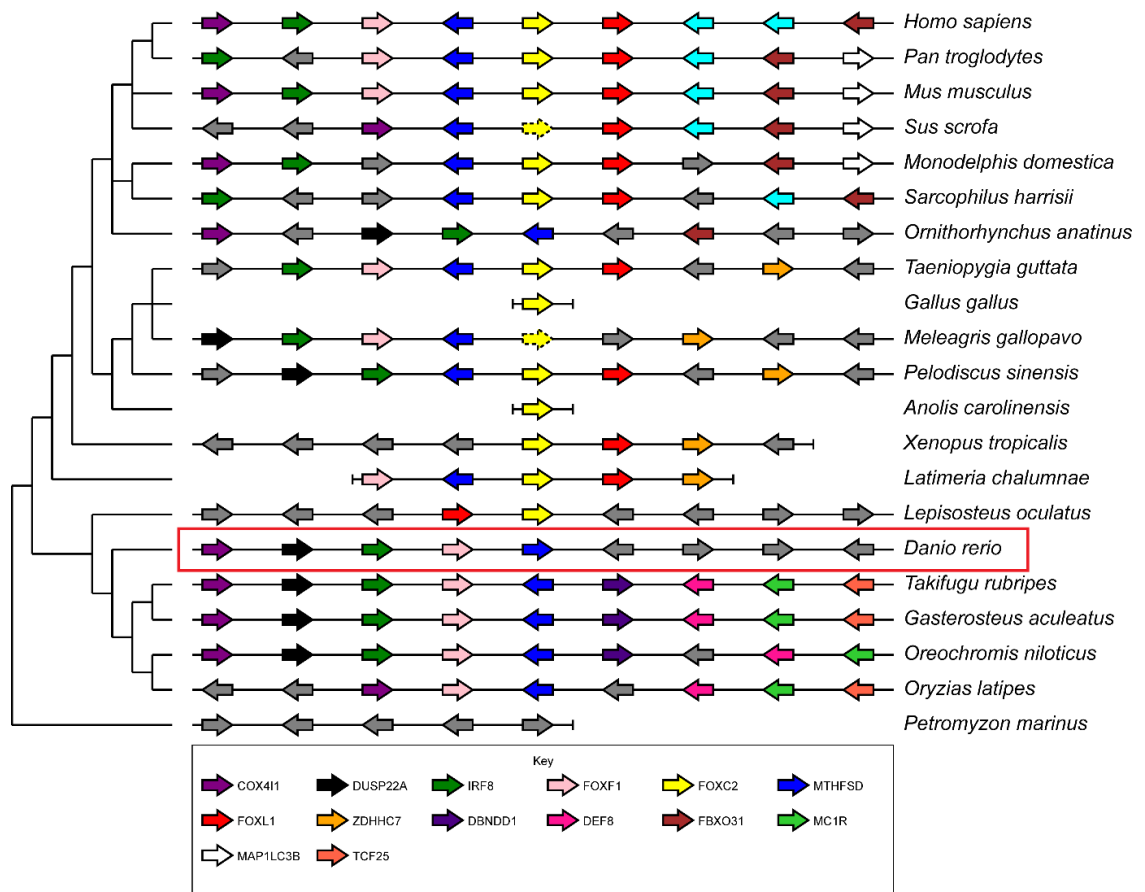 Homo sapiens
Pan troglodytes
Mus musculus
Sus scrofa
Monodelphis domestica
Sarcophilus harrisii
Ornithorhynchus anatinus
Taeniopygia guttata
Gallus gallus
Meleagris gallopavo
Pelodiscus sinensis
Anolis carolinensis
Xenopus tropicalis
Latimeria chalumnae
Lepisosteus oculatus
Danio rerio
Takifugu rubripes
Gasterosteus aculeatus
Oreochromis niloticus
Oryzias latipes
Petromyzon marinus
Key
COX4I1 DUSP22A IRF8 FOXF1 FOXC2 MTHFSD
FOXL1 ZDHHC7 DBNDD1 DEF8 FBXO31 MC1R
MAP1LC3B TCF25